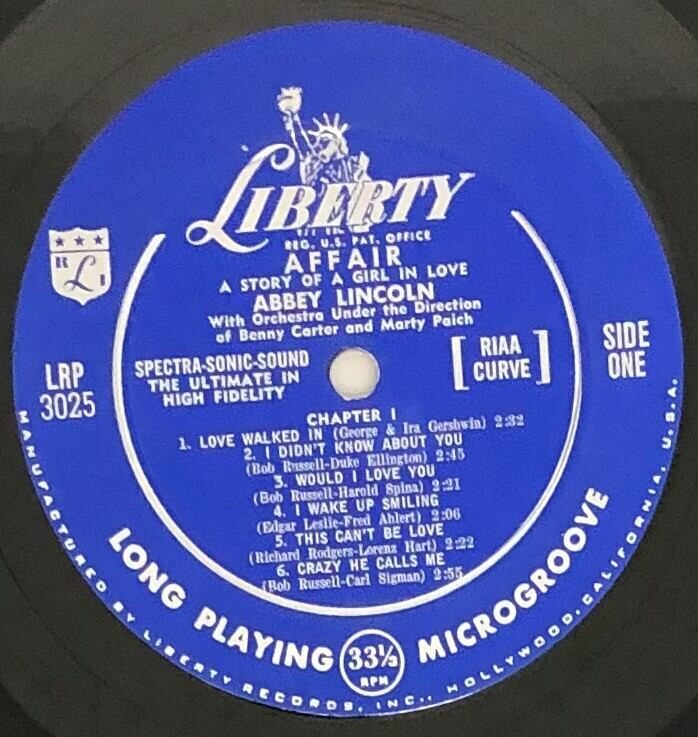 LIBERTY
REG. U.S. PAT. OFFICE
AFFAIR
A STORY OF A GIRL IN LOVE
ABBEY LINCOLN
With Orchestra Under the Direction
of Benny Carter and Marty Paich
R L I
LRP
3025
SPECTRA-SONIC-SOUND
THE ULTIMATE IN
HIGH FIDELITY
[RIAA
CURVE]
SIDE
ONE
CHAPTER I
1. LOVE WALKED IN (George & Ira Gershwin) 2:32
2. I DIDN'T KNOW ABOUT YOU
(Bob Russell-Duke Ellington) 2:45
3. WOULD I LOVE YOU
(Bob Russell-Harold Spina) 2:21
4. I WAKE UP SMILING
(Edgar Leslie-Fred Ahlert) 2:06
5. THIS CAN'T BE LOVE
(Richard Rodgers-Lorenz Hart) 2:22
6. CRAZY HE CALLS ME
(Bob Russell-Carl Sigman) 2:55
LONG PLAYING 33⅓ RPM MICROGROOVE
MANUFACTURED BY LIBERTY RECORDS, INC., HOLLYWOOD, CALIFORNIA, U.S.A.